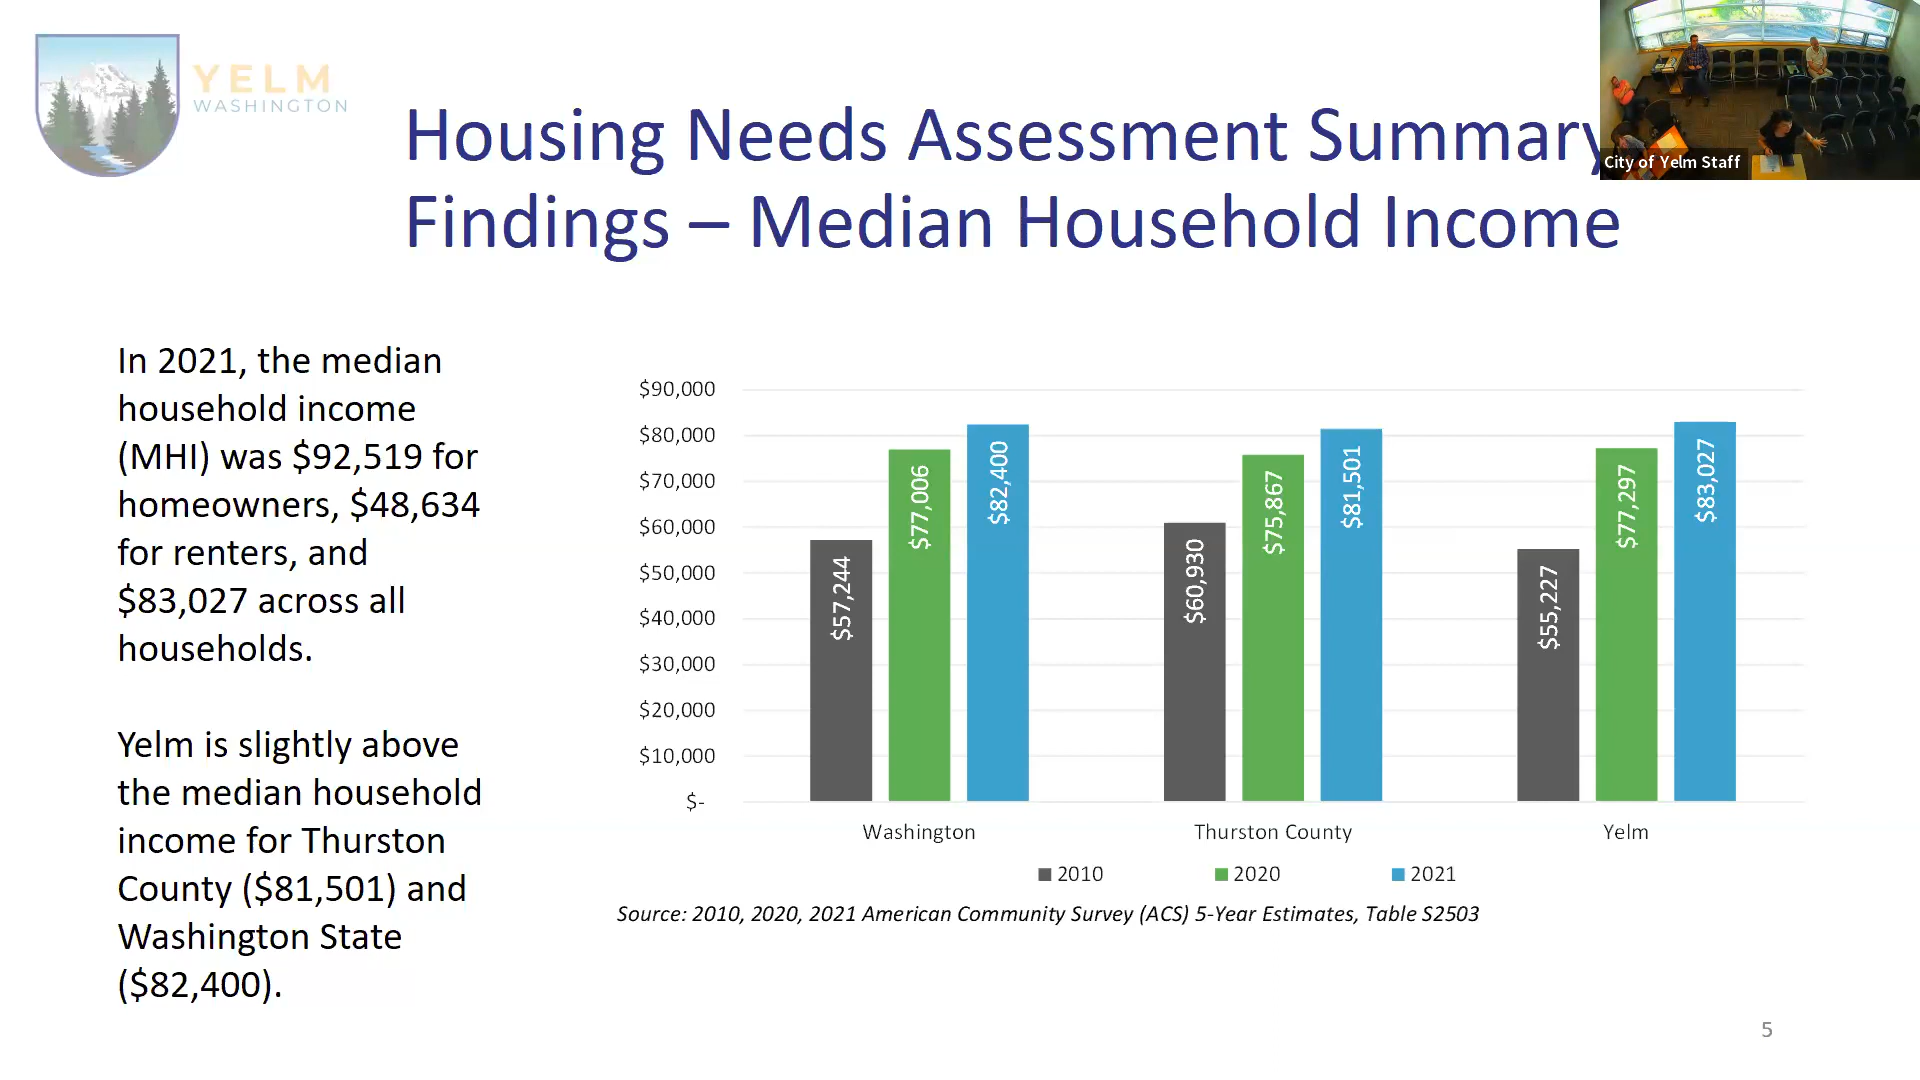 YELM
WASHINGTON
Housing Needs Assessment Summary
Findings – Median Household Income
City of Yelm Staff
In 2021, the median
household income
(MHI) was $92,519 for
homeowners, $48,634
for renters, and
$83,027 across all
households.
Yelm is slightly above
the median household
income for Thurston
County ($81,501) and
Washington State
($82,400).
$90,000
$80,000
$70,000
$60,000
$50,000
$40,000
$30,000
$20,000
$10,000
$-
$57,244
$77,006
$82,400
$60,930
$75,867
$81,501
$55,227
$77,297
$83,027
Washington
Thurston County
Yelm
2010
2020
2021
Source: 2010, 2020, 2021 American Community Survey (ACS) 5-Year Estimates, Table S2503
5